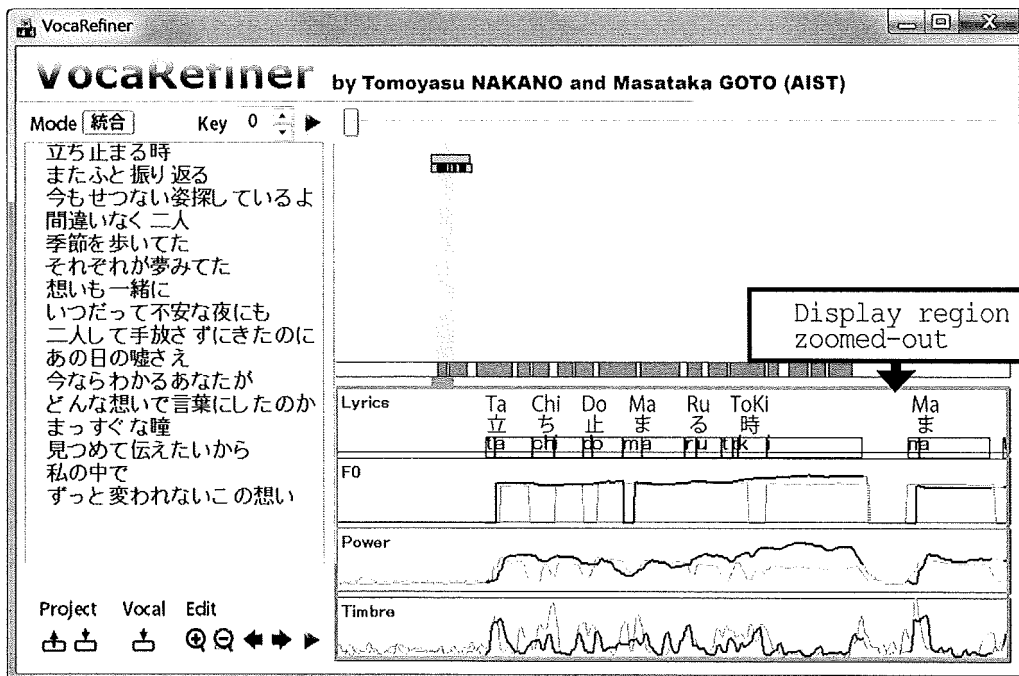 VocaRefiner
VocaRefiner by Tomoyasu NAKANO and Masataka GOTO (AIST)
Mode 統合 Key 0
立ち止まる時
またふと振り返る
今もせつない姿探しているよ
間違いなく二人
季節を歩いてた
それぞれが夢みてた
想いも一緒に
いつだって不安な夜にも
二人して手放さずにきたのに
あの日の嘘さえ
今ならわかるあなたが
どんな想いで言葉にしたのか
まっすぐな瞳
見つめて伝えたいから
私の中で
ずっと変われないこの想い
Project Vocal Edit
Display region
zoomed-out
Lyrics Ta Chi Do Ma Ru ToKi Ma
立 ち 止 ま る 時 ま
ta chi do ma ru t ok i ma
F0
Power
Timbre